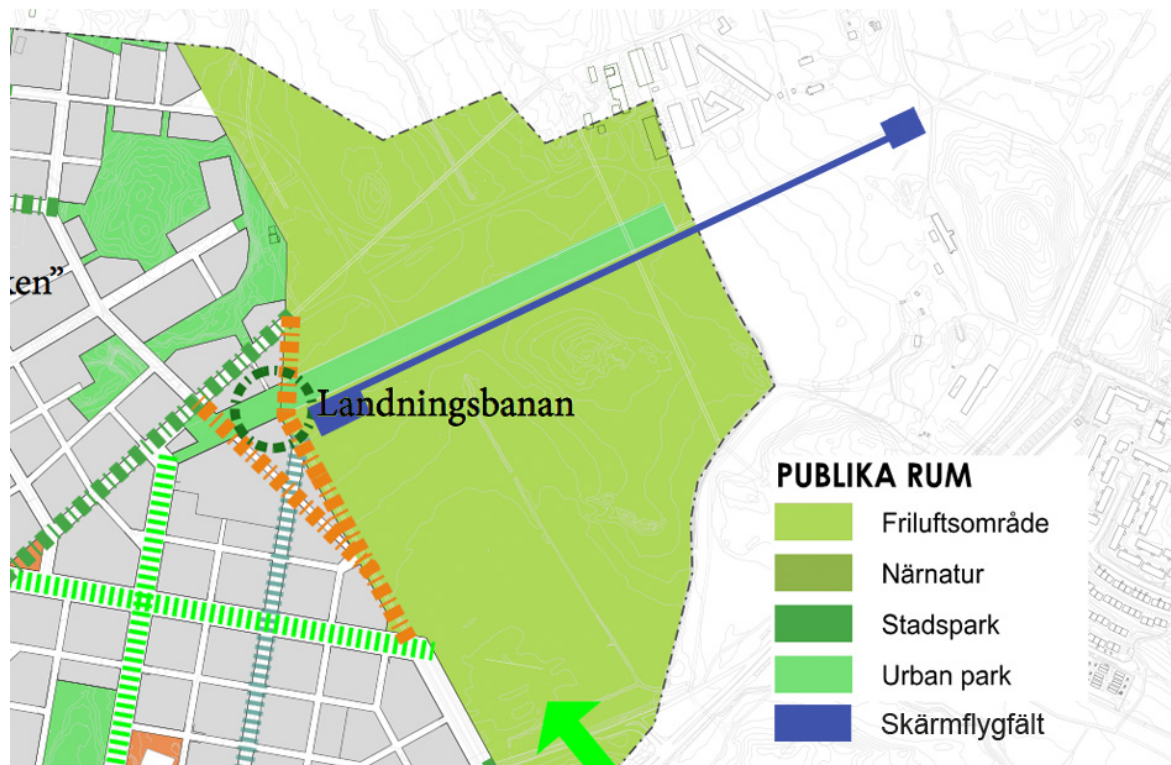 ken”
Landningsbanan
PUBLIKA RUM
Friluftsområde
Närnatur
Stadspark
Urban park
Skärmflygfält